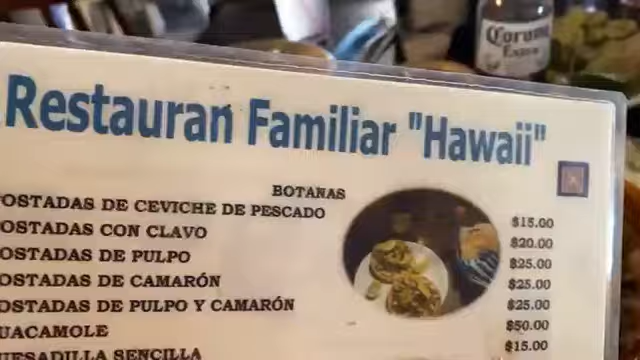 Corona
Extra
Restauran Familiar "Hawaii"
BOTANAS
OSTADAS DE CEVICHE DE PESCADO $15.00
OSTADAS CON CLAVO $20.00
OSTADAS DE PULPO $25.00
OSTADAS DE CAMARÓN $25.00
OSTADAS DE PULPO Y CAMARÓN $25.00
UACAMOLE $50.00
UESADILLA SENCILLA $15.00